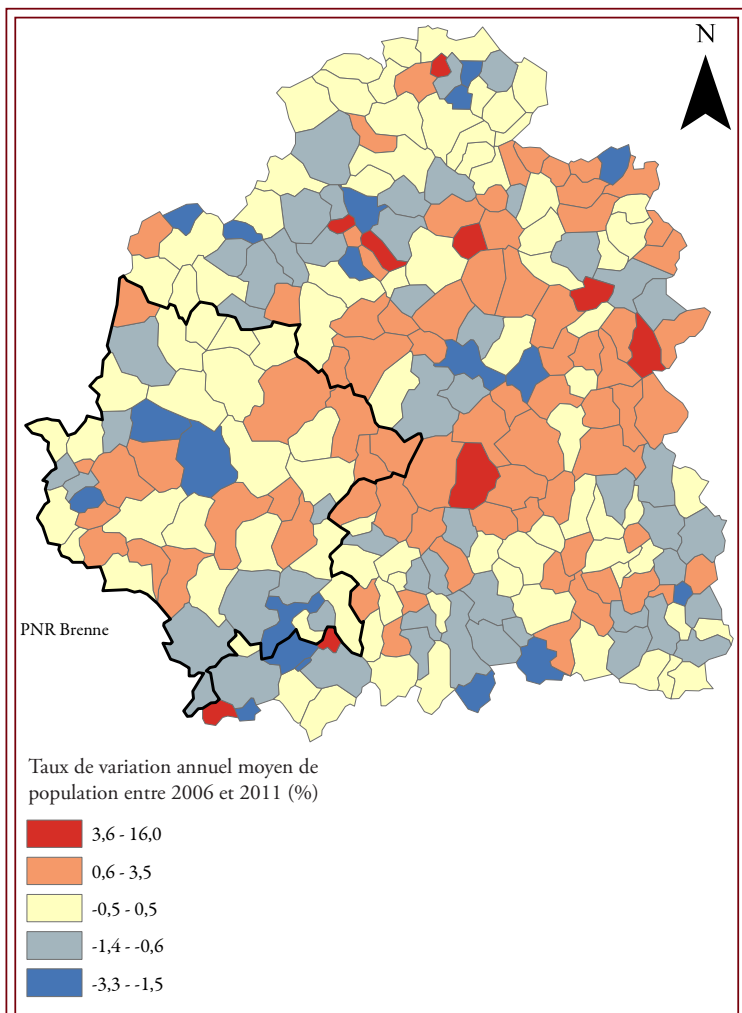 N
PNR Brenne
Taux de variation annuel moyen de
population entre 2006 et 2011 (%)
3,6 - 16,0
0,6 - 3,5
-0,5 - 0,5
-1,4 - -0,6
-3,3 - -1,5